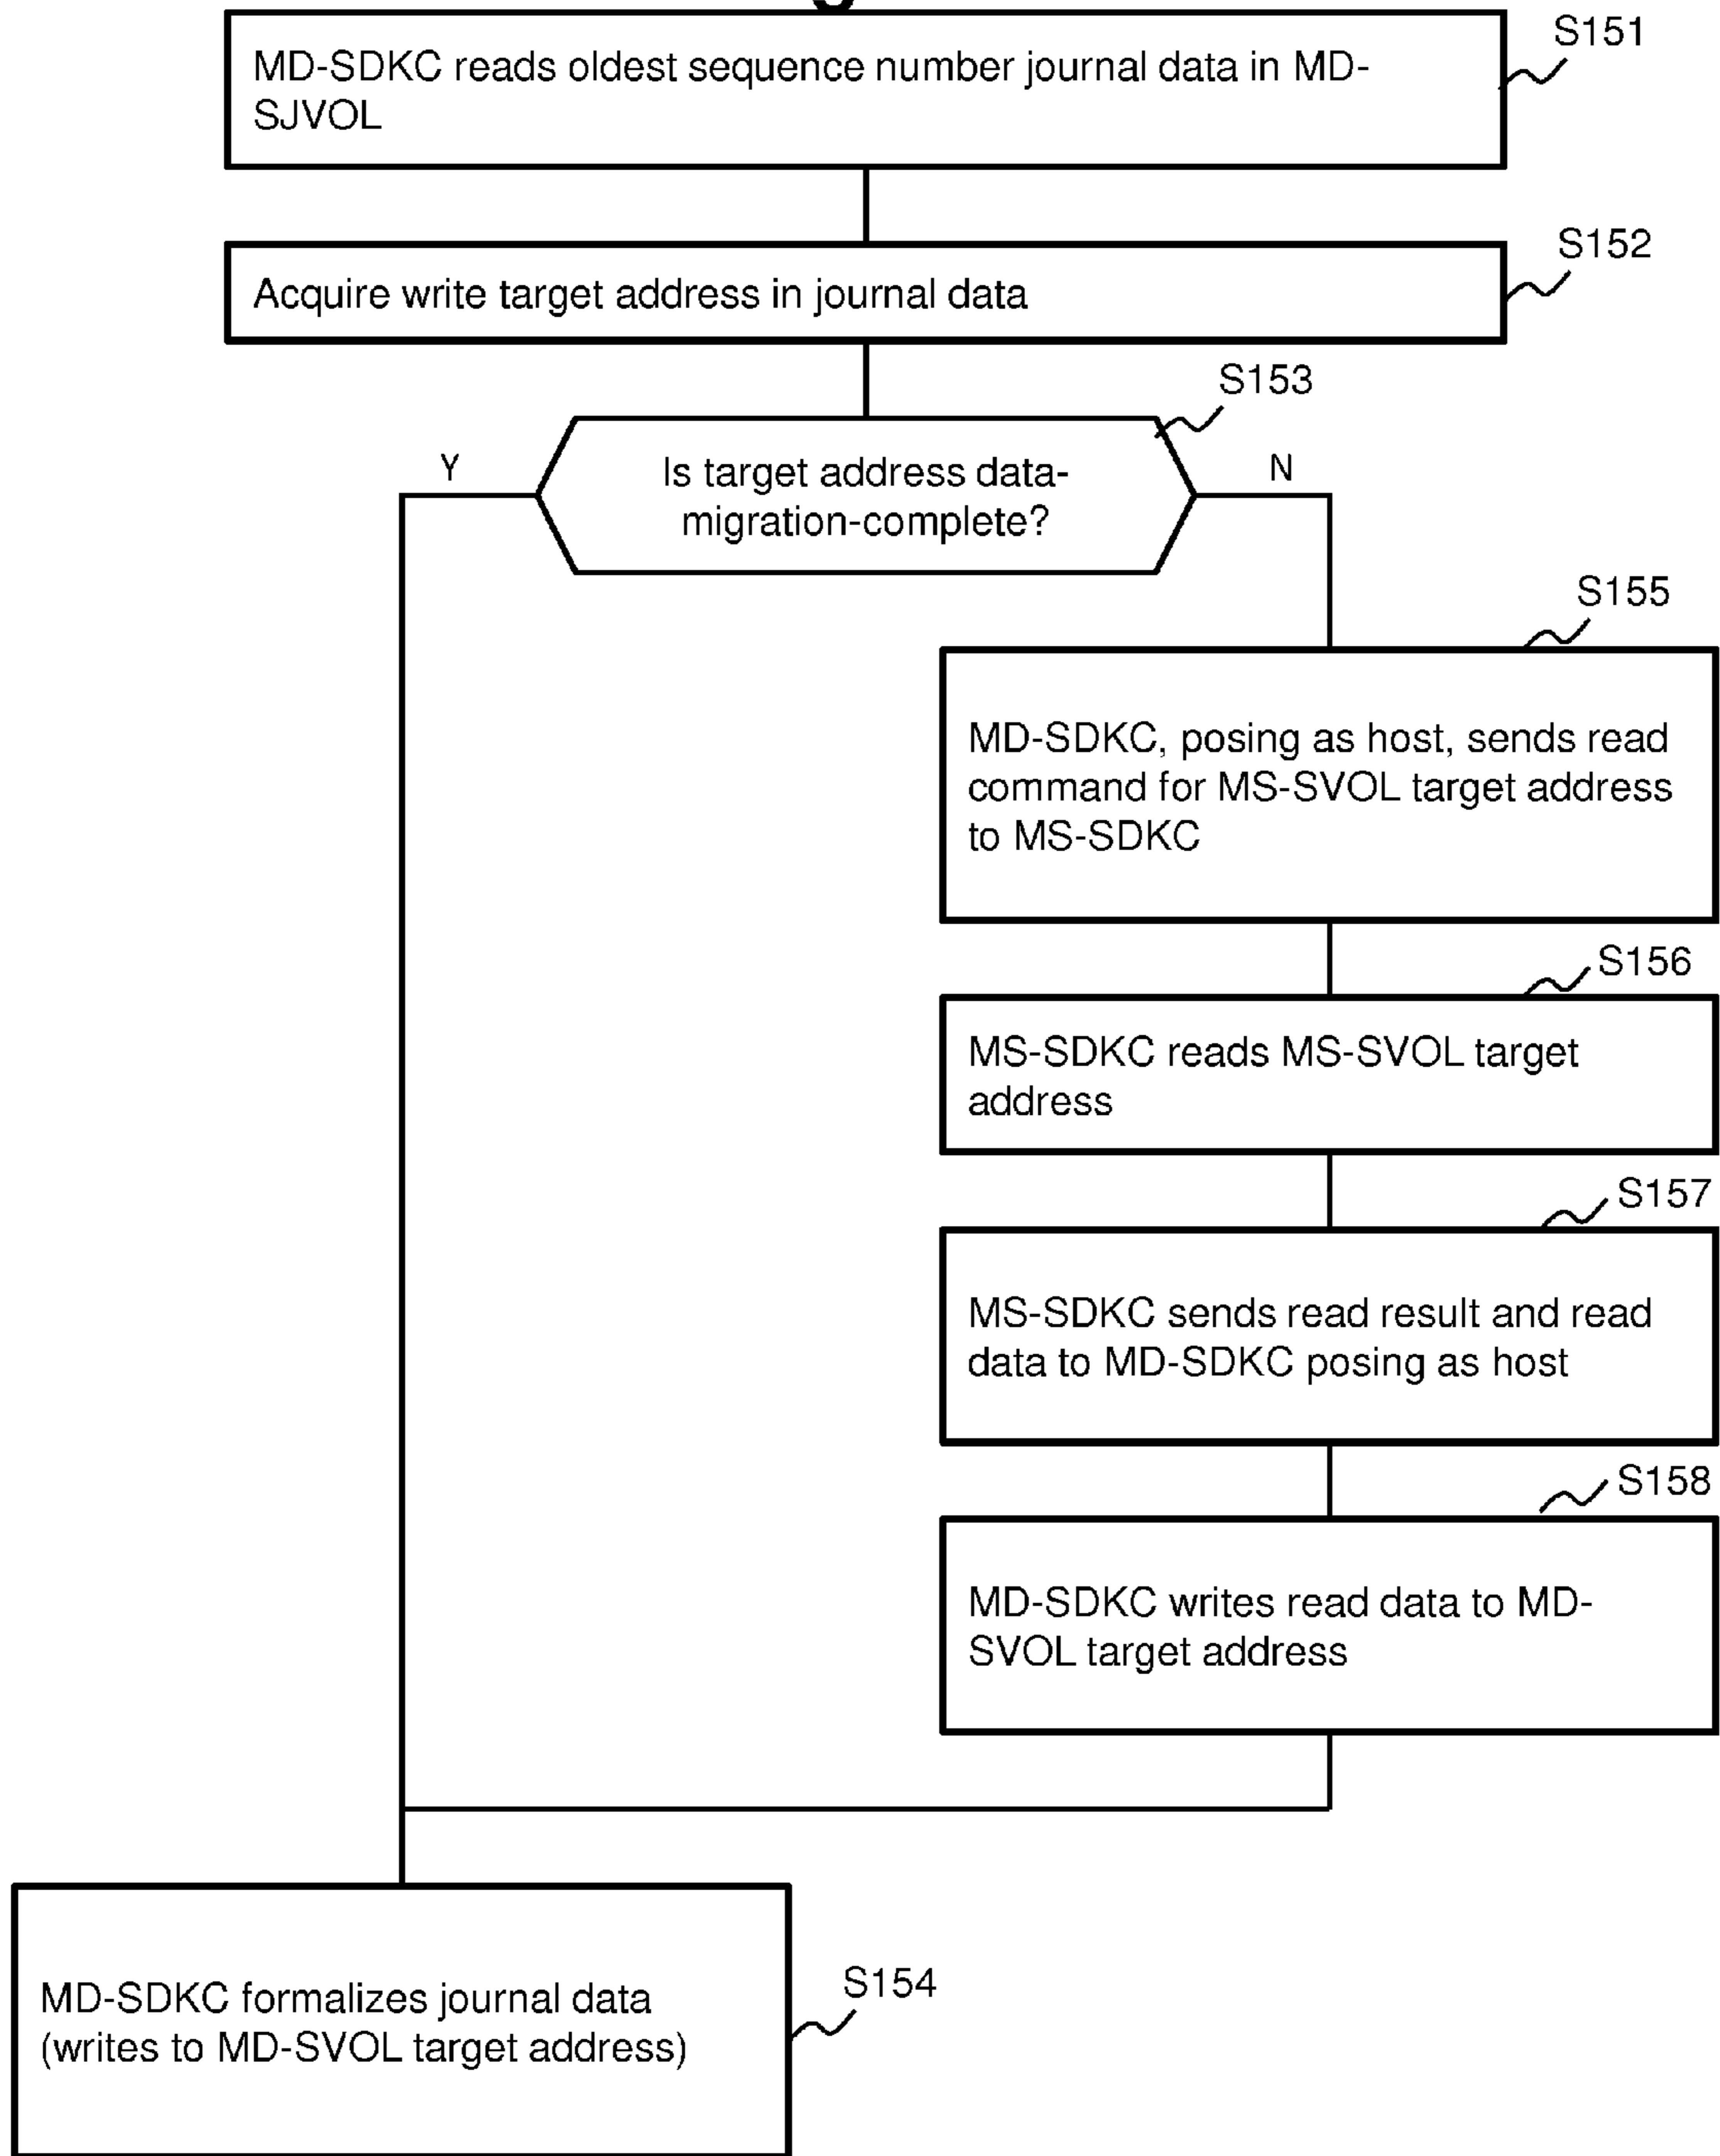 S151
MD-SDKC reads oldest sequence number journal data in MD-
SJVOL
S152
Acquire write target address in journal data
S153
Y
Is target address data-
migration-complete?
N
S155
MD-SDKC, posing as host, sends read
command for MS-SVOL target address
to MS-SDKC
S156
MS-SDKC reads MS-SVOL target
address
S157
MS-SDKC sends read result and read
data to MD-SDKC posing as host
S158
MD-SDKC writes read data to MD-
SVOL target address
S154
MD-SDKC formalizes journal data
(writes to MD-SVOL target address)